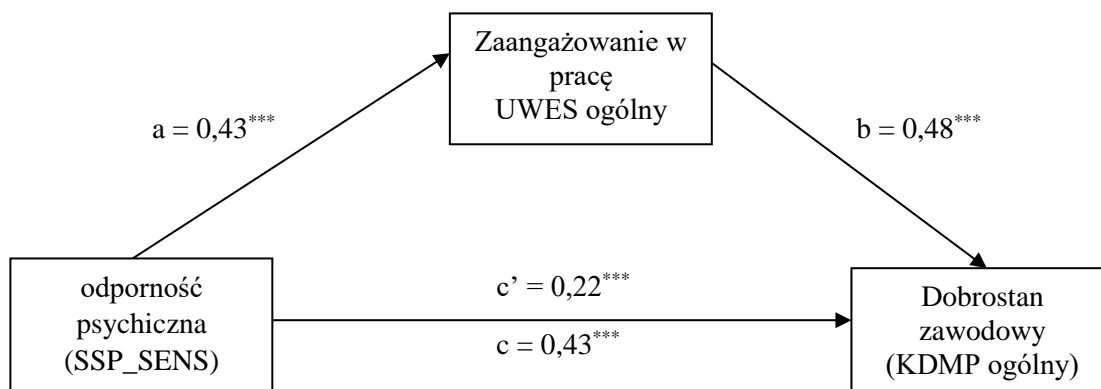 Zaangażowanie w
pracę
UWES ogólny
a = 0,43***
b = 0,48***
odporność
psychiczna
(SSP_SENS)
c’ = 0,22***
c = 0,43***
Dobrostan
zawodowy
(KDMP ogólny)